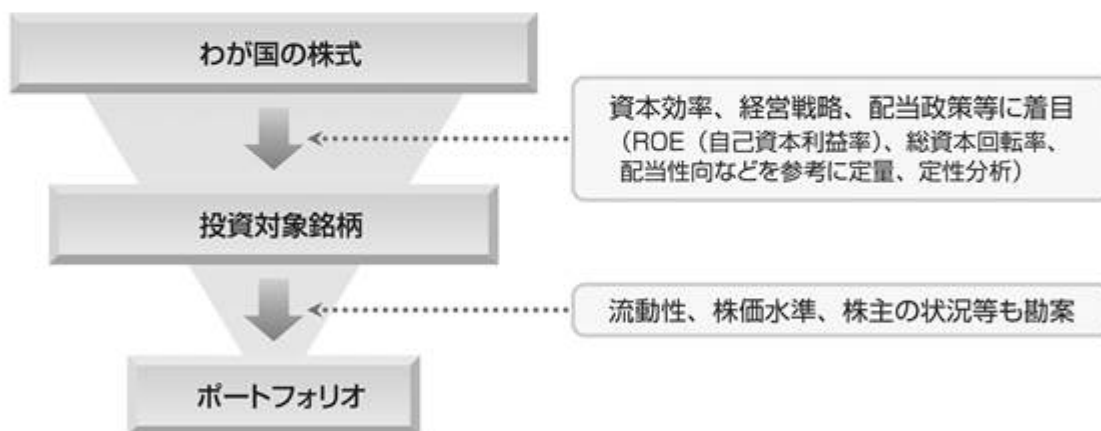 わが国の株式
資本効率、経営戦略、配当政策等に着目
(ROE(自己資本利益率)、総資本回転率、
配当性向などを参考に定量、定性分析)
投資対象銘柄
流動性、株価水準、株主の状況等も勘案
ポートフォリオ